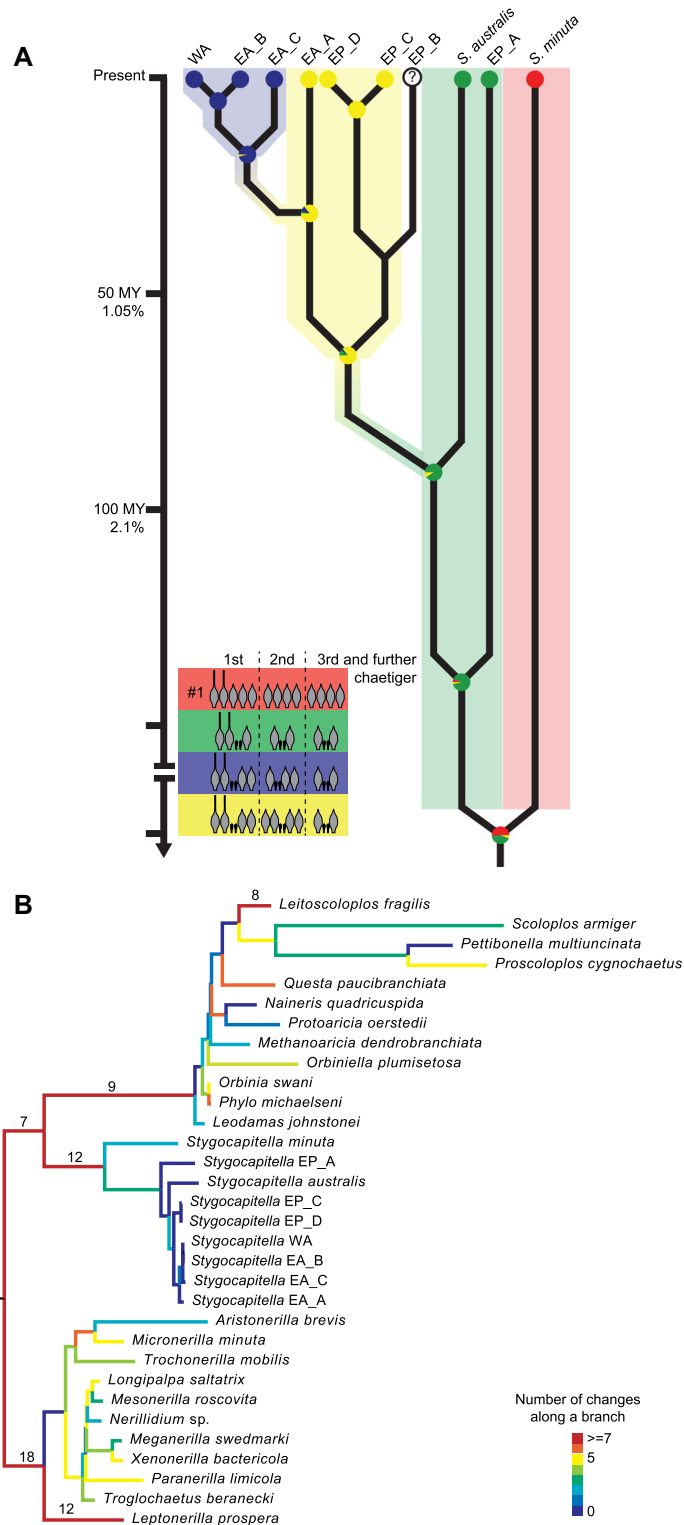 A
WA
EA_B
EA_C
EA_A
EP_D
EP_C
EP_B
S. australis
EP_A
S. minuta
Present
?
50 MY
1.05%
100 MY
2.1%
1st 2nd 3rd and further
chaetiger
#1
B
8
Leitoscoloplos fragilis
Scoloplos armiger
Pettibonella multiuncinata
Proscoloplos cygnochaetus
Questa paucibranchiata
Naineris quadricuspida
Protoaricia oerstedii
Methanoaricia dendrobranchiata
Orbiniella plumisetosa
9
Orbinia swani
Phylo michaelseni
7
Leodamas johnstonei
Stygocapitella minuta
12
Stygocapitella EP_A
Stygocapitella australis
Stygocapitella EP_C
Stygocapitella EP_D
Stygocapitella WA
Stygocapitella EA_B
Stygocapitella EA_C
Stygocapitella EA_A
Aristonerilla brevis
Micronerilla minuta
Trochonerilla mobilis
Longipalpa saltatrix
Mesonerilla roscovita
Nerillidium sp.
Meganerilla swedmarki
18
Xenonerilla bactericola
Paranerilla limicola
Troglochaetus beranecki
12
Leptonerilla prospera
Number of changes
along a branch
>=7
5
0